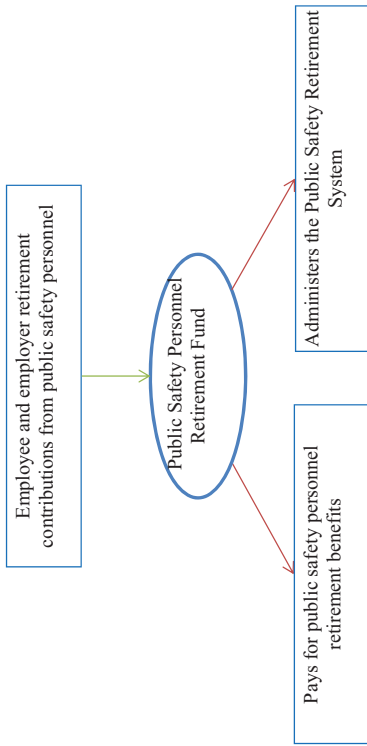 Employee and employer retirement
contributions from public safety personnel
Public Safety Personnel
Retirement Fund
Pays for public safety personnel
retirement benefits
Administers the Public Safety Retirement
System